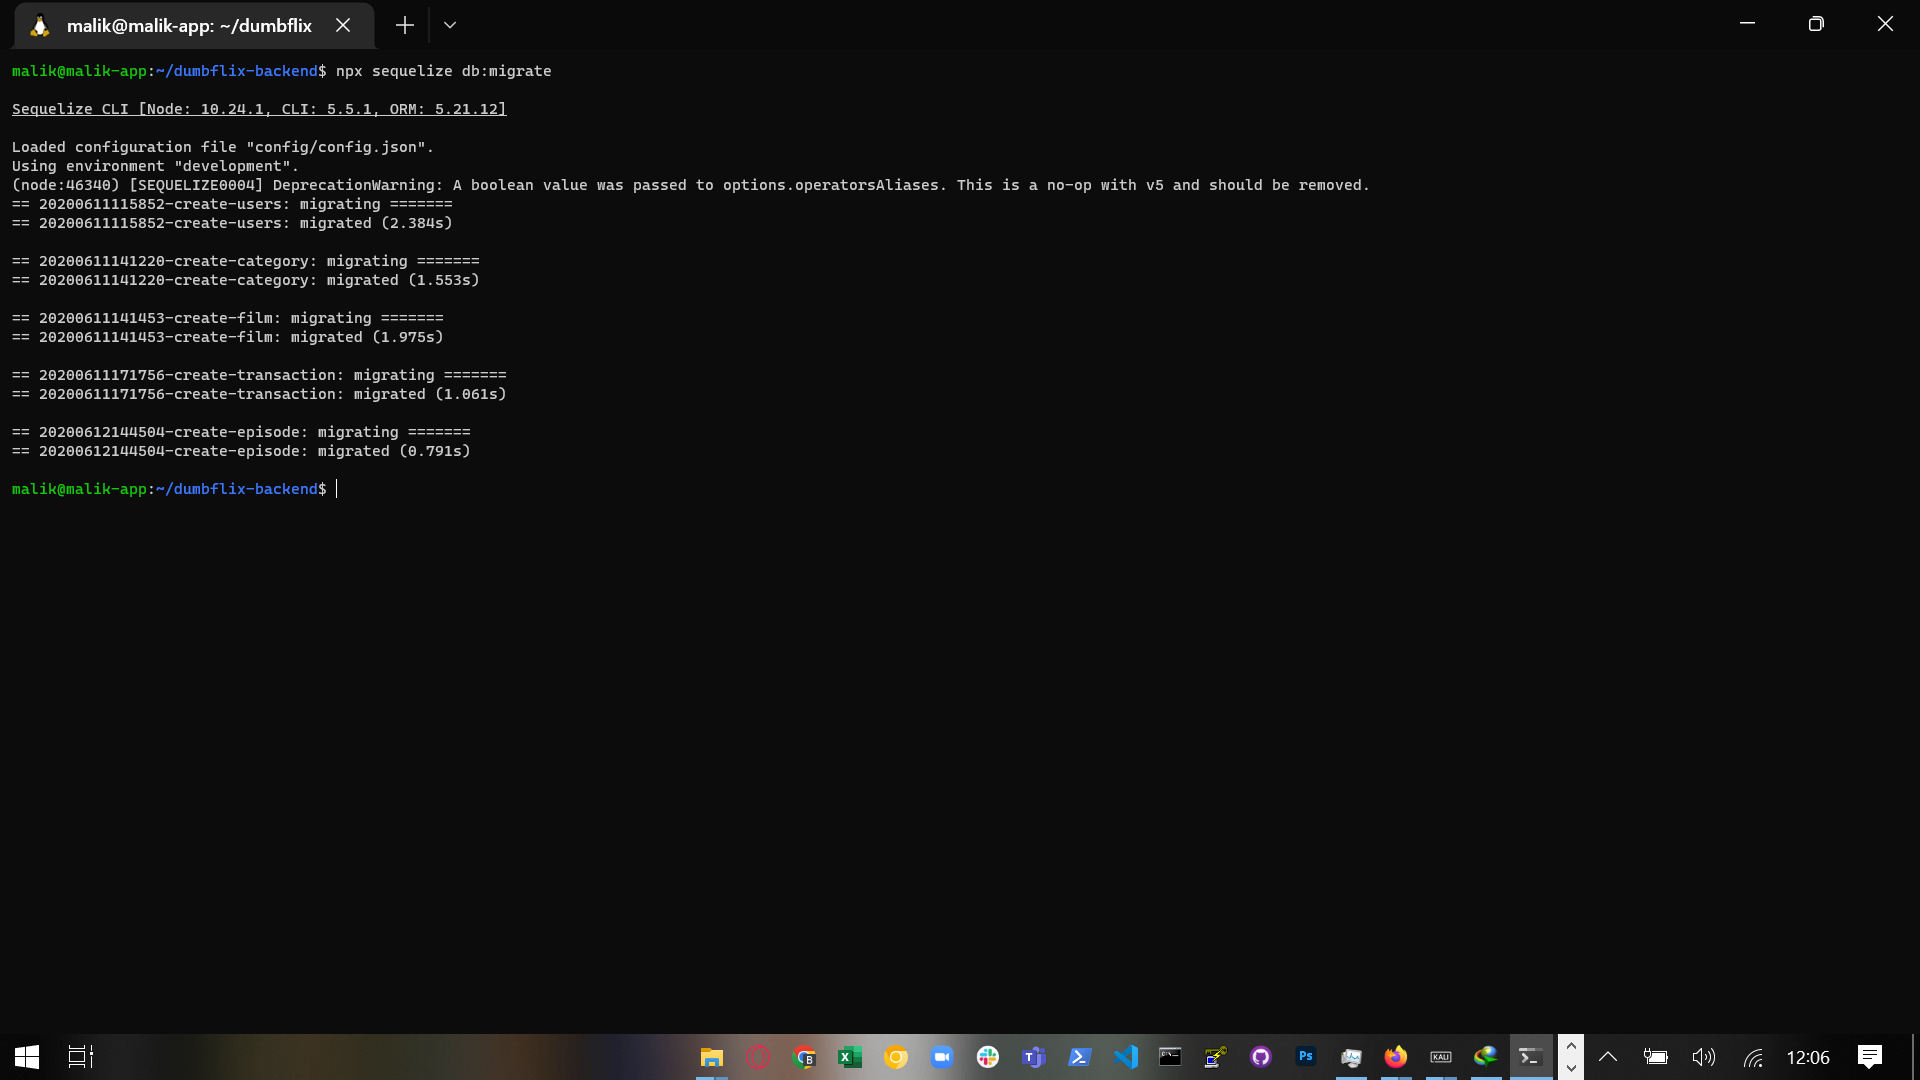 malik@malik-app: ~/dumbflix
malik@malik-app:~/dumbflix-backend$ npx sequelize db:migrate
Sequelize CLI [Node: 10.24.1, CLI: 5.5.1, ORM: 5.21.12]
Loaded configuration file "config/config.json".
Using environment "development".
(node:46340) [SEQUELIZE0004] DeprecationWarning: A boolean value was passed to options.operatorsAliases. This is a no-op with v5 and should be removed.
== 20200611115852-create-users: migrating =======
== 20200611115852-create-users: migrated (2.384s)
== 20200611141220-create-category: migrating =======
== 20200611141220-create-category: migrated (1.553s)
== 20200611141453-create-film: migrating =======
== 20200611141453-create-film: migrated (1.975s)
== 20200611171756-create-transaction: migrating =======
== 20200611171756-create-transaction: migrated (1.061s)
== 20200612144504-create-episode: migrating =======
== 20200612144504-create-episode: migrated (0.791s)
malik@malik-app:~/dumbflix-backend$
KALI
12:06